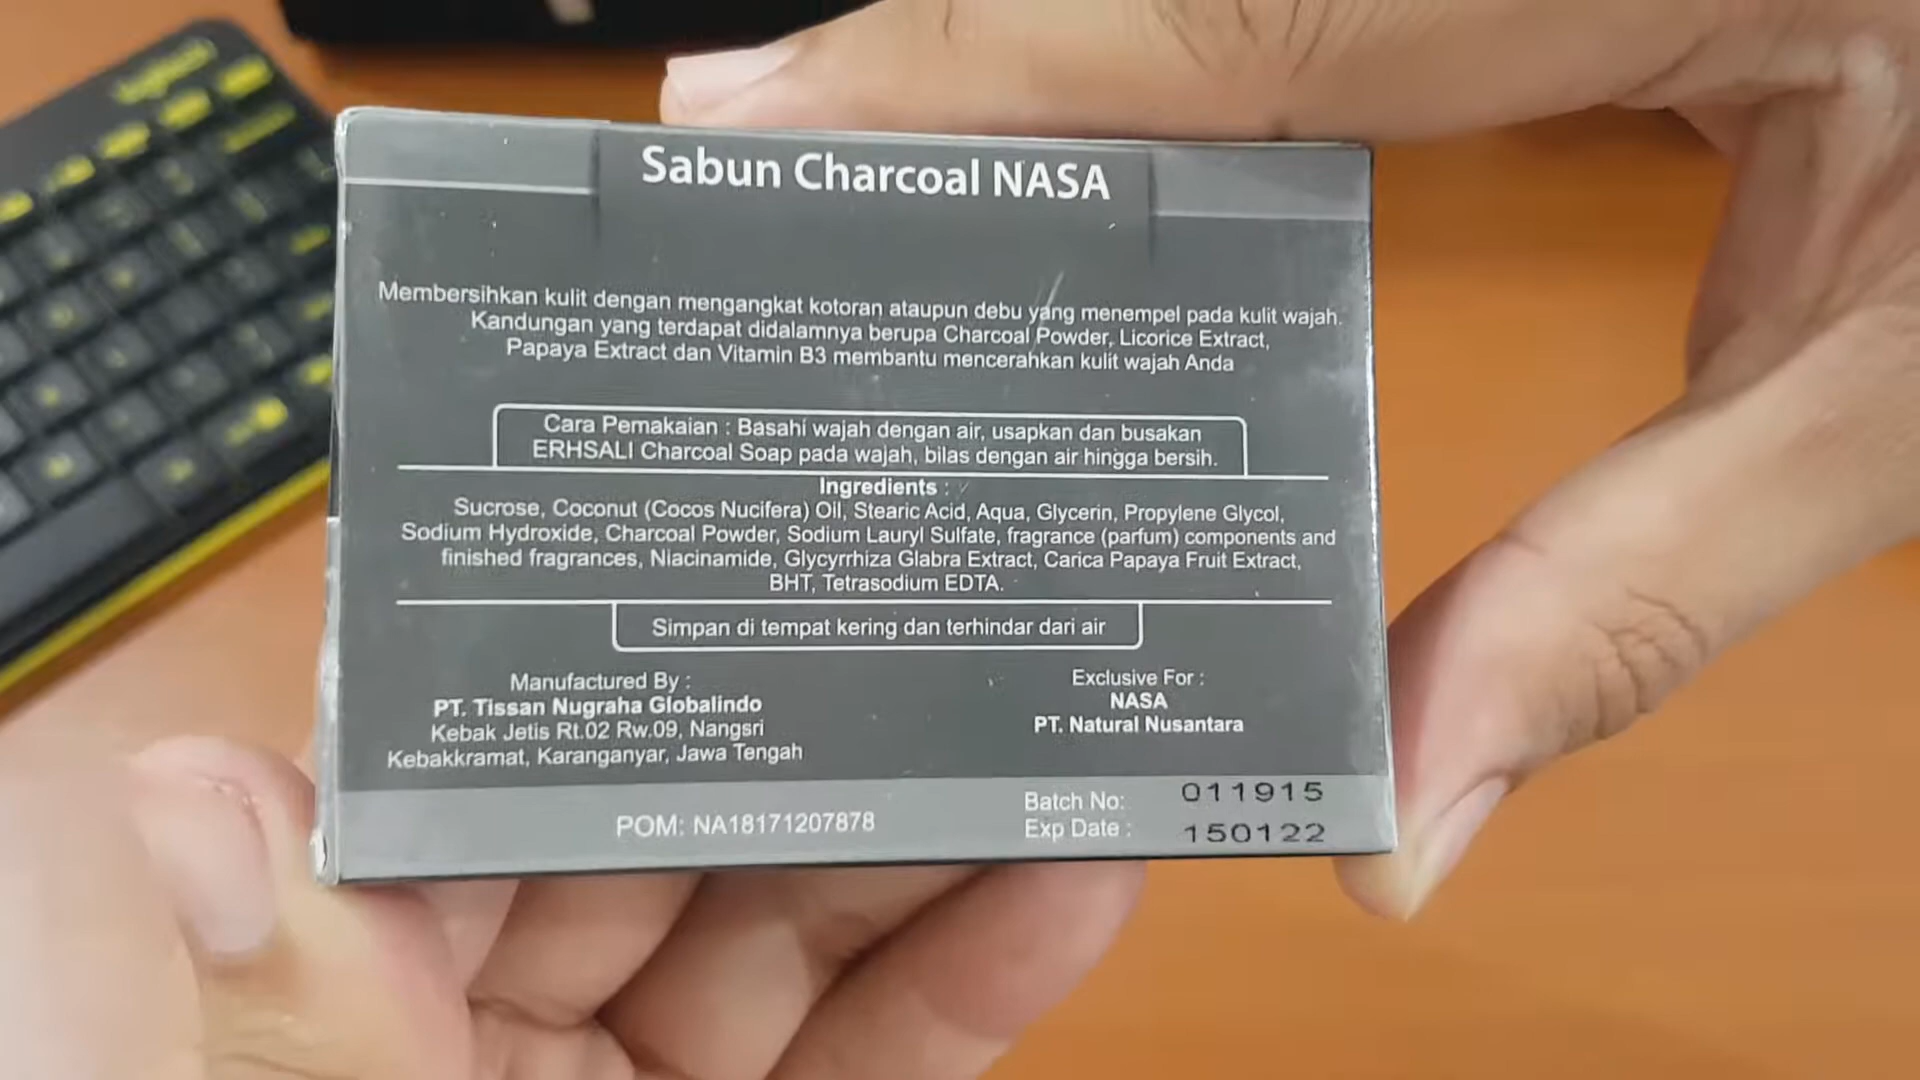 Sabun Charcoal NASA
Membersihkan kulit dengan mengangkat kotoran ataupun debu yang menempel pada kulit wajah.
Kandungan yang terdapat didalamnya berupa Charcoal Powder, Licorice Extract,
Papaya Extract dan Vitamin B3 membantu mencerahkan kulit wajah Anda
Cara Pemakaian : Basahi wajah dengan air, usapkan dan busakan
ERHSALI Charcoal Soap pada wajah, bilas dengan air hingga bersih.
Ingredients :
Sucrose, Coconut (Cocos Nucifera) Oil, Stearic Acid, Aqua, Glycerin, Propylene Glycol,
Sodium Hydroxide, Charcoal Powder, Sodium Lauryl Sulfate, fragrance (parfum) components and
finished fragrances, Niacinamide, Glycyrrhiza Glabra Extract, Carica Papaya Fruit Extract,
BHT, Tetrasodium EDTA.
Simpan di tempat kering dan terhindar dari air
Manufactured By :
PT. Tissan Nugraha Globalindo
Kebak Jetis Rt.02 Rw.09, Nangsri
Kebakkramat, Karanganyar, Jawa Tengah
Exclusive For :
NASA
PT. Natural Nusantara
POM: NA18171207878
Batch No: 011915
Exp Date : 150122